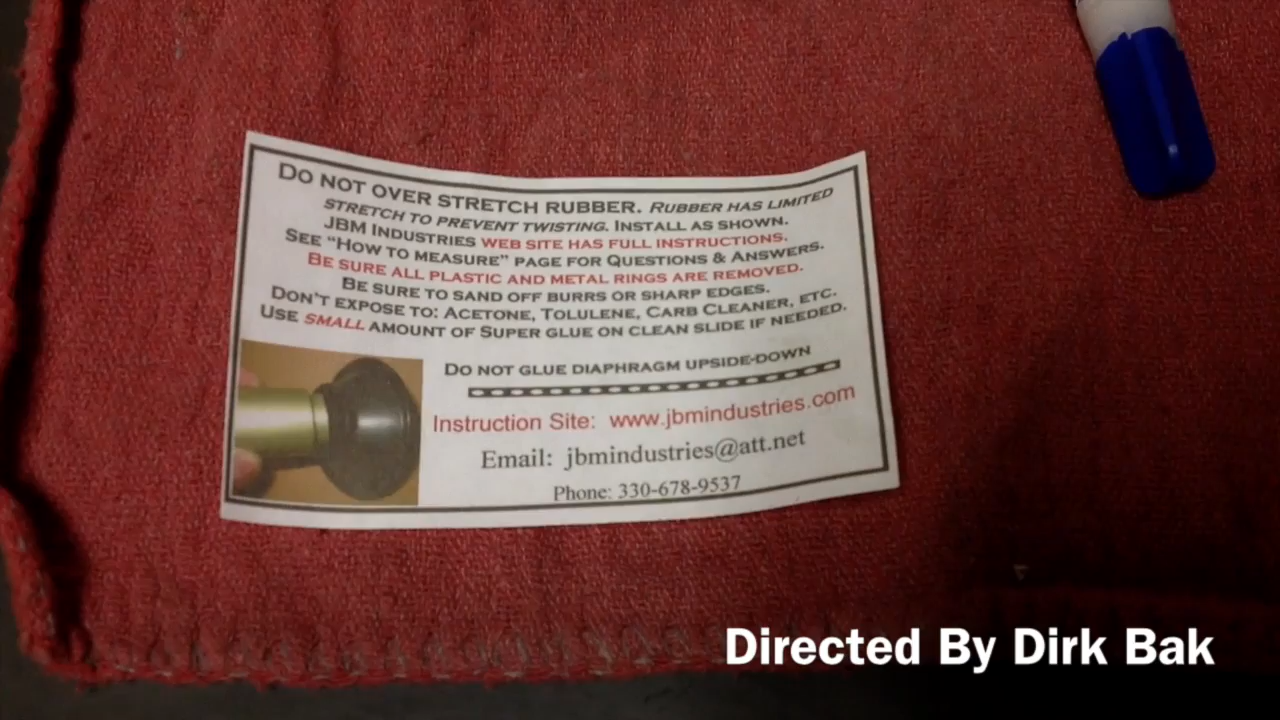 DO NOT OVER STRETCH RUBBER. RUBBER HAS LIMITED
STRETCH TO PREVENT TWISTING. INSTALL AS SHOWN.
JBM INDUSTRIES WEB SITE HAS FULL INSTRUCTIONS.
SEE “HOW TO MEASURE” PAGE FOR QUESTIONS & ANSWERS.
BE SURE ALL PLASTIC AND METAL RINGS ARE REMOVED.
BE SURE TO SAND OFF BURRS OR SHARP EDGES.
DON'T EXPOSE TO: ACETONE, TOLULENE, CARB CLEANER, ETC.
USE SMALL AMOUNT OF SUPER GLUE ON CLEAN SLIDE IF NEEDED.
DO NOT GLUE DIAPHRAGM UPSIDE-DOWN
Instruction Site: www.jbmindustries.com
Email: jbmindustries@att.net
Phone: 330-678-9537
Directed By Dirk Bak